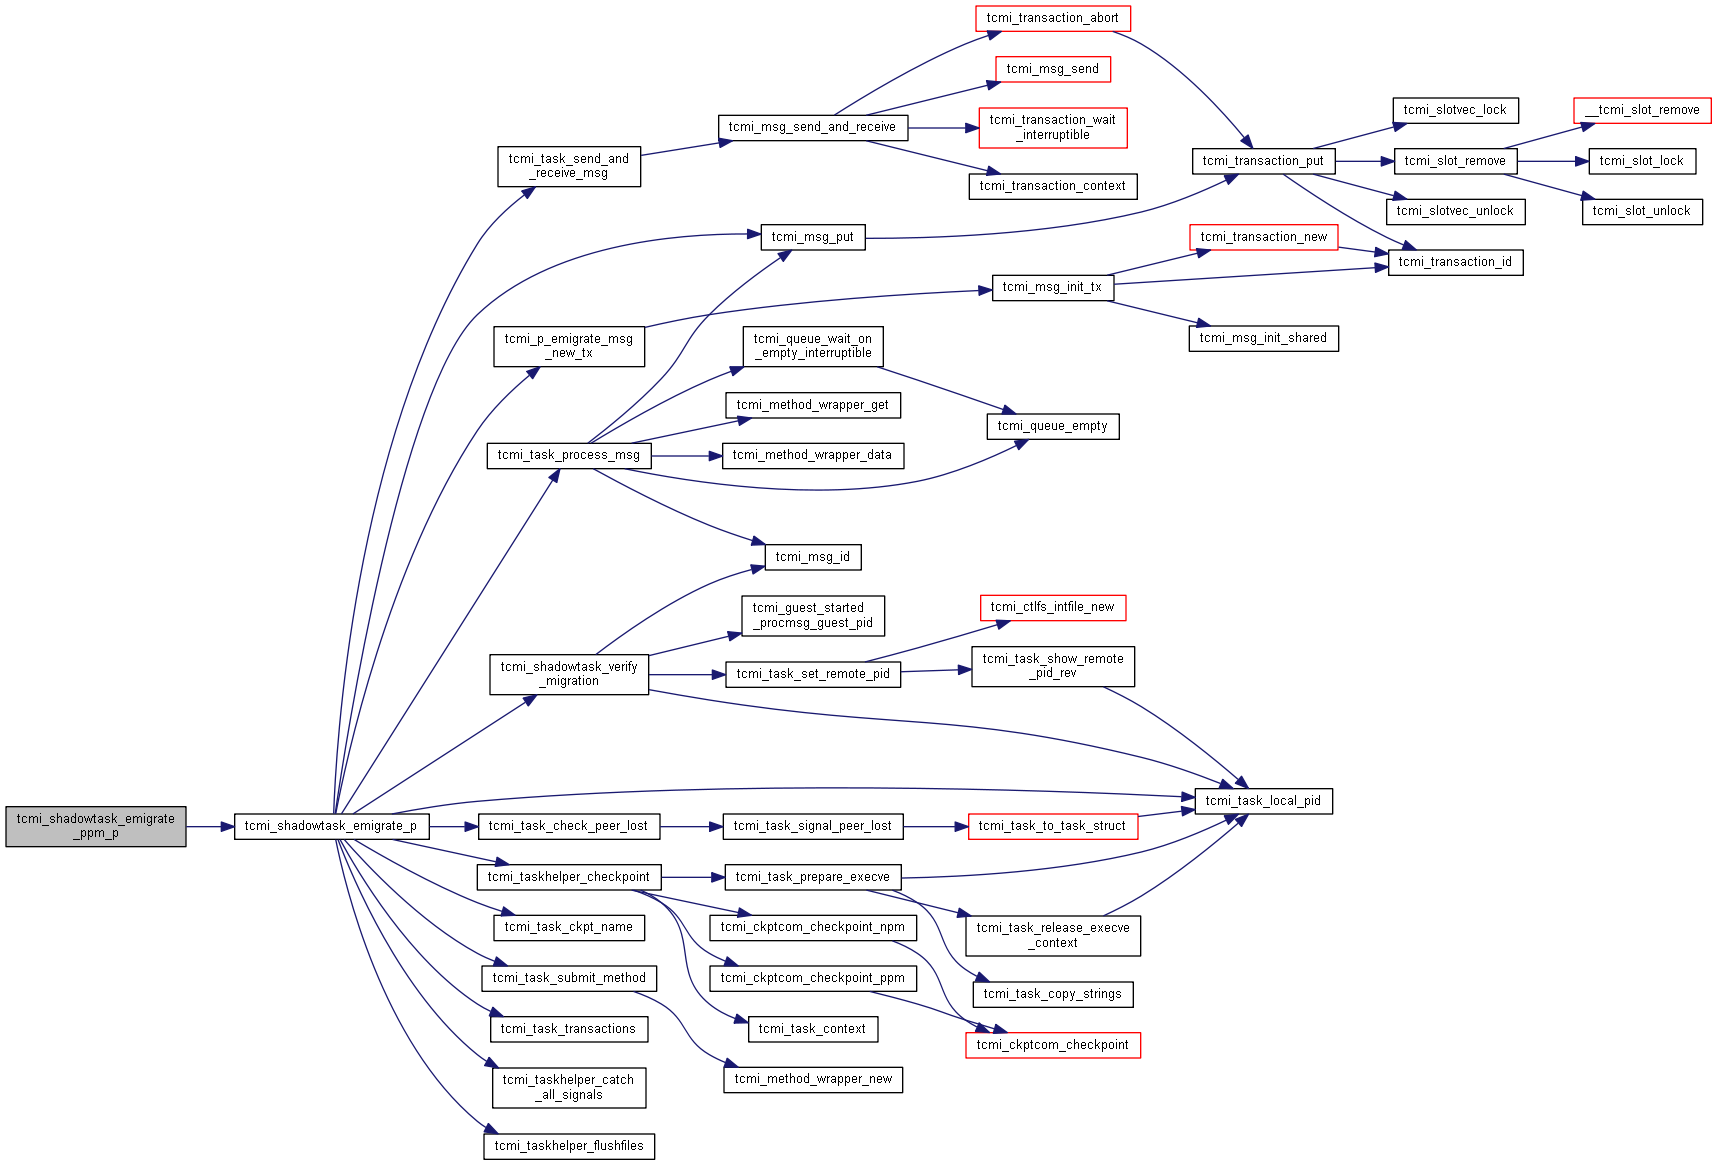 tcmi_shadowtask_emigrate
_ppm_p
tcmi_shadowtask_emigrate_p
tcmi_task_send_and
_receive_msg
tcmi_p_emigrate_msg
_new_tx
tcmi_task_process_msg
tcmi_shadowtask_verify
_migration
tcmi_task_check_peer_lost
tcmi_taskhelper_checkpoint
tcmi_task_ckpt_name
tcmi_task_submit_method
tcmi_task_transactions
tcmi_taskhelper_catch
_all_signals
tcmi_taskhelper_flushfiles
tcmi_msg_send_and_receive
tcmi_msg_put
tcmi_queue_wait_on
_empty_interruptible
tcmi_method_wrapper_get
tcmi_method_wrapper_data
tcmi_msg_id
tcmi_guest_started
_procmsg_guest_pid
tcmi_task_set_remote_pid
tcmi_task_signal_peer_lost
tcmi_task_prepare_execve
tcmi_ckptcom_checkpoint_npm
tcmi_ckptcom_checkpoint_ppm
tcmi_task_context
tcmi_method_wrapper_new
tcmi_transaction_abort
tcmi_msg_send
tcmi_transaction_wait
_interruptible
tcmi_transaction_context
tcmi_msg_init_tx
tcmi_queue_empty
tcmi_ctlfs_intfile_new
tcmi_task_show_remote
_pid_rev
tcmi_task_to_task_struct
tcmi_task_release_execve
_context
tcmi_task_copy_strings
tcmi_ckptcom_checkpoint
tcmi_transaction_put
tcmi_transaction_new
tcmi_msg_init_shared
tcmi_task_local_pid
tcmi_slotvec_lock
tcmi_slot_remove
tcmi_slotvec_unlock
tcmi_transaction_id
__tcmi_slot_remove
tcmi_slot_lock
tcmi_slot_unlock